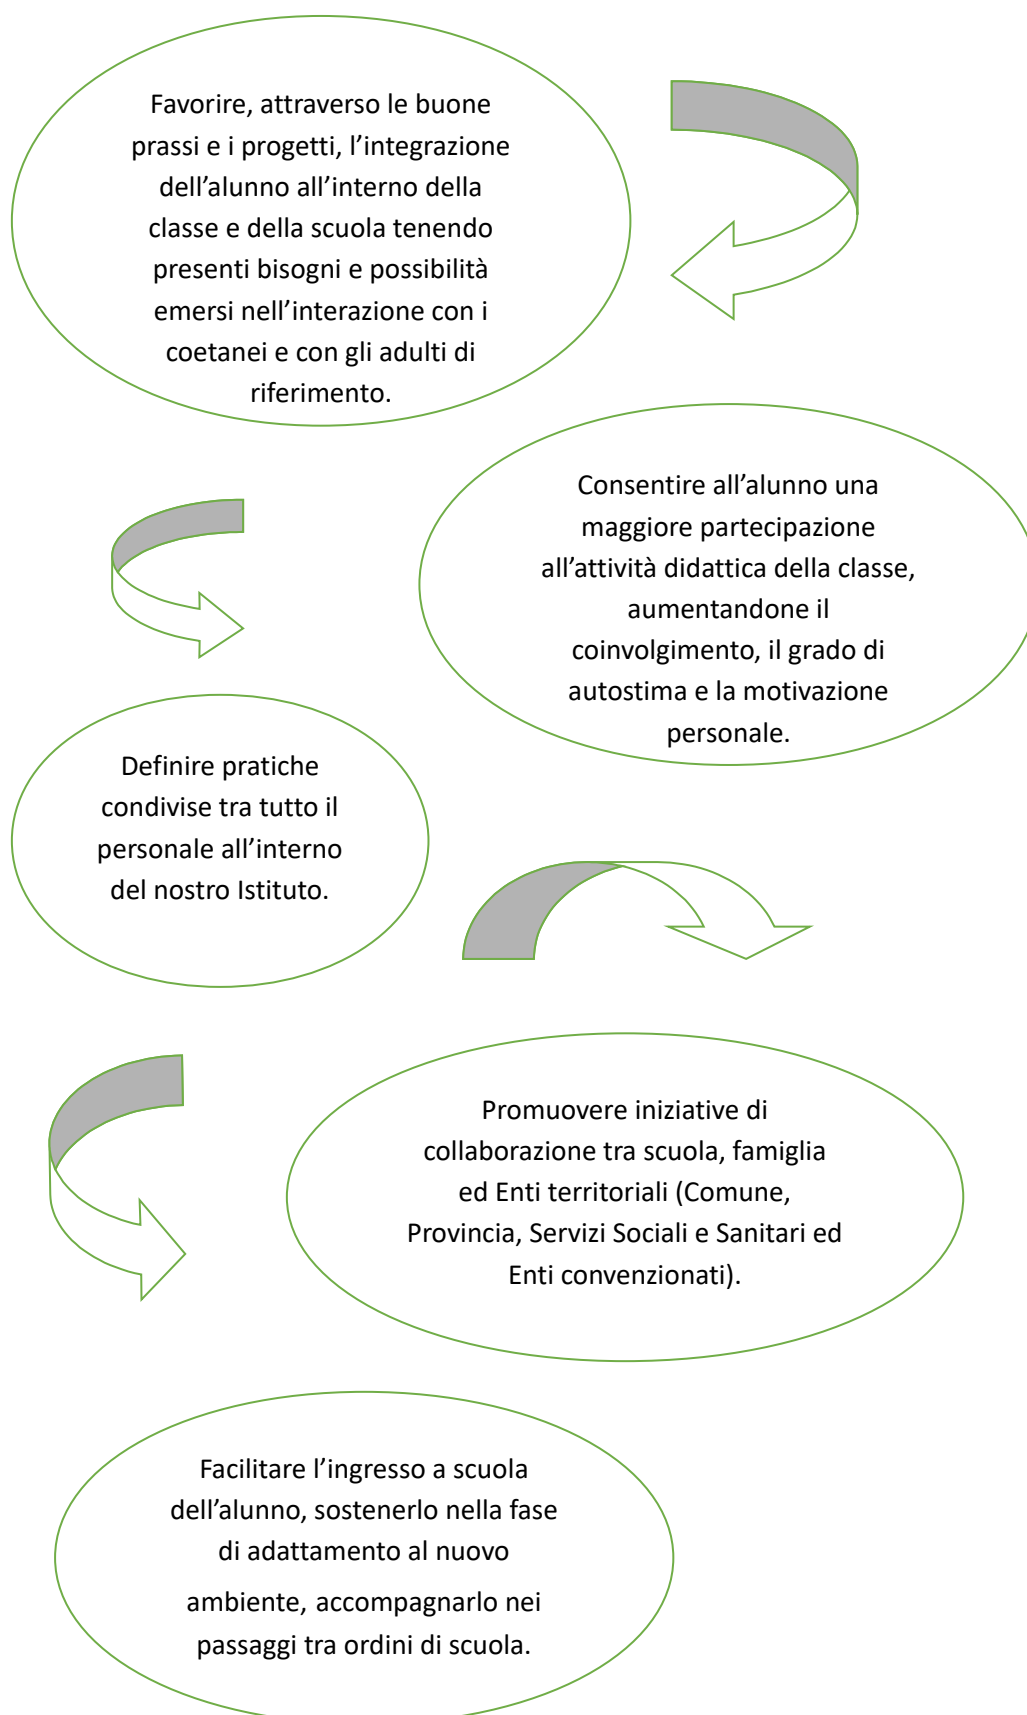 Favorire, attraverso le buone
prassi e i progetti, l’integrazione
dell’alunno all’interno della
classe e della scuola tenendo
presenti bisogni e possibilità
emersi nell’interazione con i
coetanei e con gli adulti di
riferimento.
Consentire all’alunno una
maggiore partecipazione
all’attività didattica della classe,
aumentandone il
coinvolgimento, il grado di
autostima e la motivazione
personale.
Definire pratiche
condivise tra tutto il
personale all’interno
del nostro Istituto.
Promuovere iniziative di
collaborazione tra scuola, famiglia
ed Enti territoriali (Comune,
Provincia, Servizi Sociali e Sanitari ed
Enti convenzionati).
Facilitare l’ingresso a scuola
dell’alunno, sostenerlo nella fase
di adattamento al nuovo
ambiente, accompagnarlo nei
passaggi tra ordini di scuola.